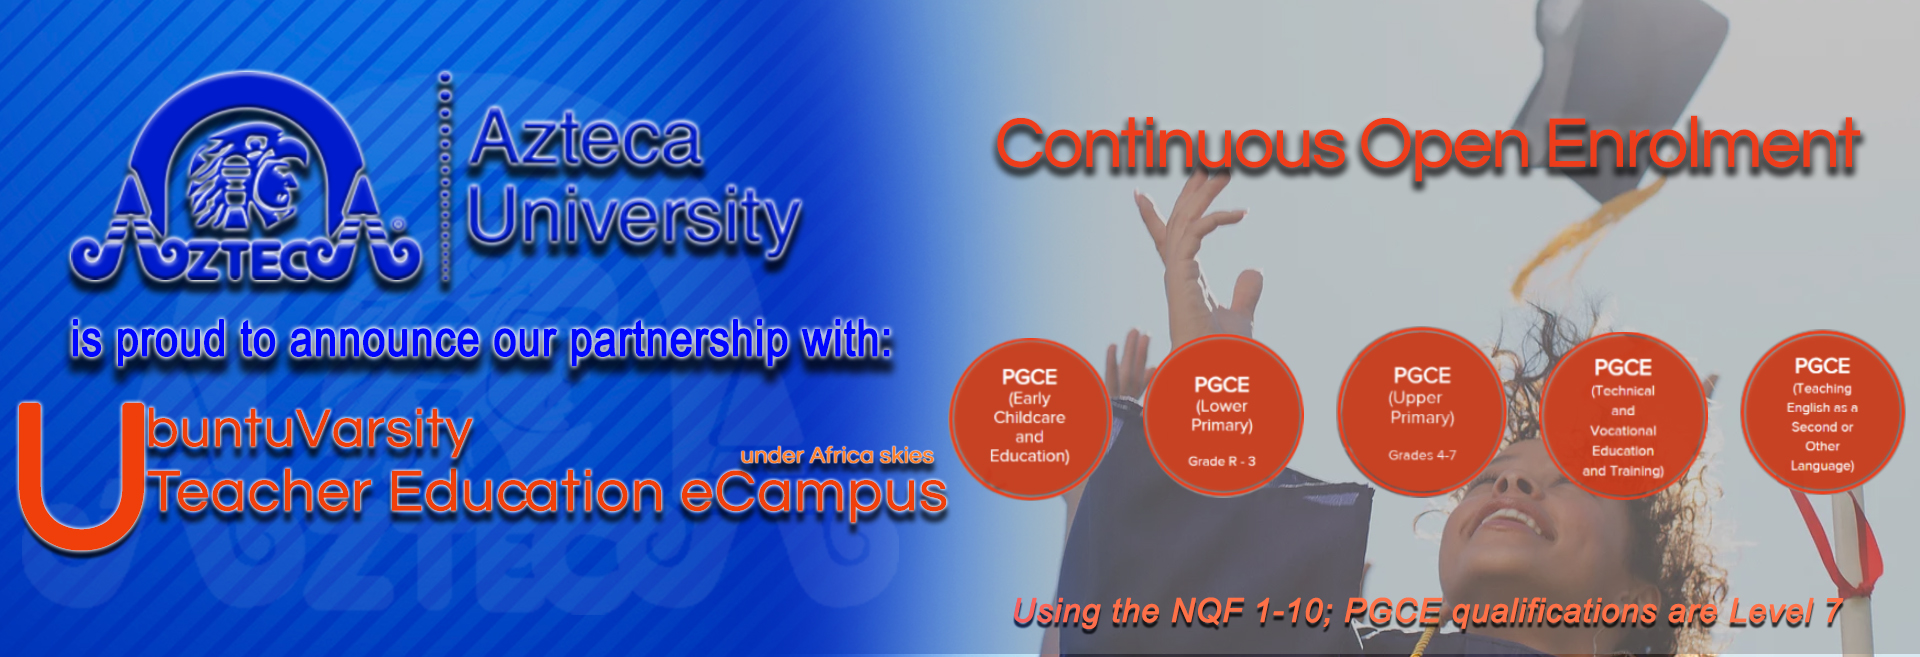 AZTECA
®
Azteca
University
is proud to announce our partnership with:
UbuntuVarsity
under Africa skies
Teacher Education eCampus
Continuous Open Enrolment
PGCE
(Early
Childcare
and
Education)
PGCE
(Lower
Primary)
Grade R - 3
PGCE
(Upper
Primary)
Grades 4-7
PGCE
(Technical
and
Vocational
Education
and Training)
PGCE
(Teaching
English as a
Second or
Other
Language)
Using the NQF 1-10; PGCE qualifications are Level 7
AZTECA